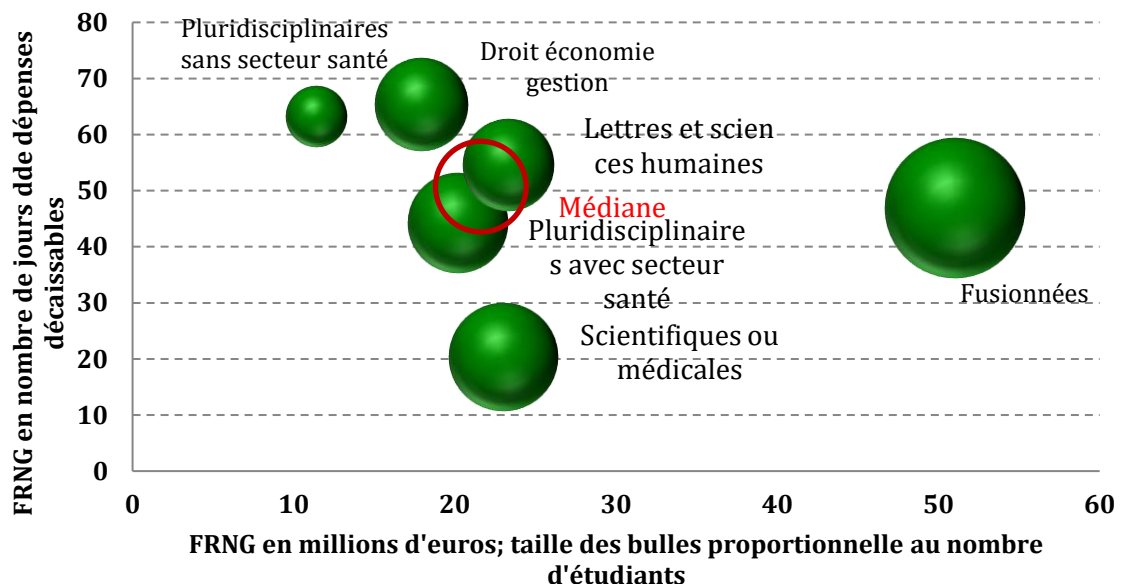 FRNG en nombre de jours dde dépenses
décaissables
80
70
60
50
40
30
20
10
0
Pluridisciplinaires
sans secteur santé
Droit économie
gestion
Lettres et scien
ces humaines
Médiane
Pluridisciplinaire
s avec secteur
santé
Fusionnées
Scientifiques ou
médicales
0 10 20 30 40 50 60
FRNG en millions d'euros; taille des bulles proportionnelle au nombre
d'étudiants